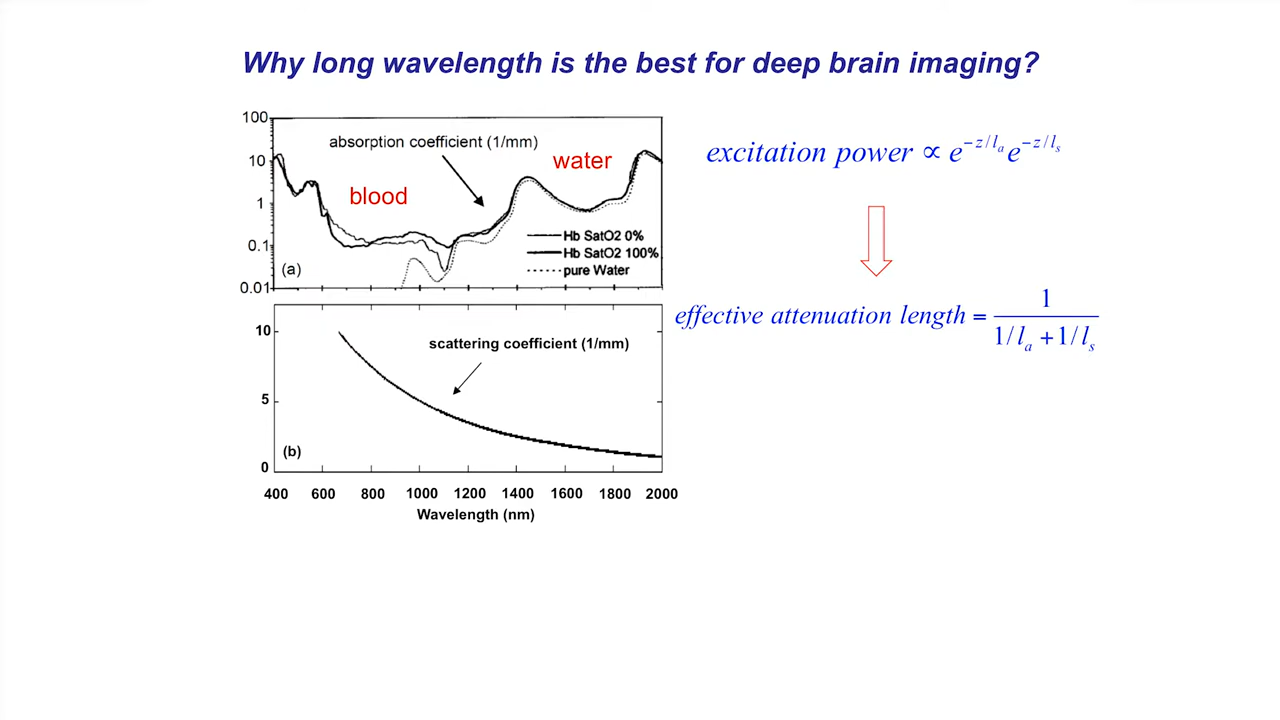 Why long wavelength is the best for deep brain imaging?
100
10
1
0.1
0.01
absorption coefficient (1/mm)
water
blood
Hb SatO2 0%
Hb SatO2 100%
pure Water
(a)
excitation power ∝ e^{-z/l_a} e^{-z/l_s}
effective attenuation length = \frac{1}{1/l_a + 1/l_s}
10
5
0
scattering coefficient (1/mm)
(b)
400 600 800 1000 1200 1400 1600 1800 2000
Wavelength (nm)